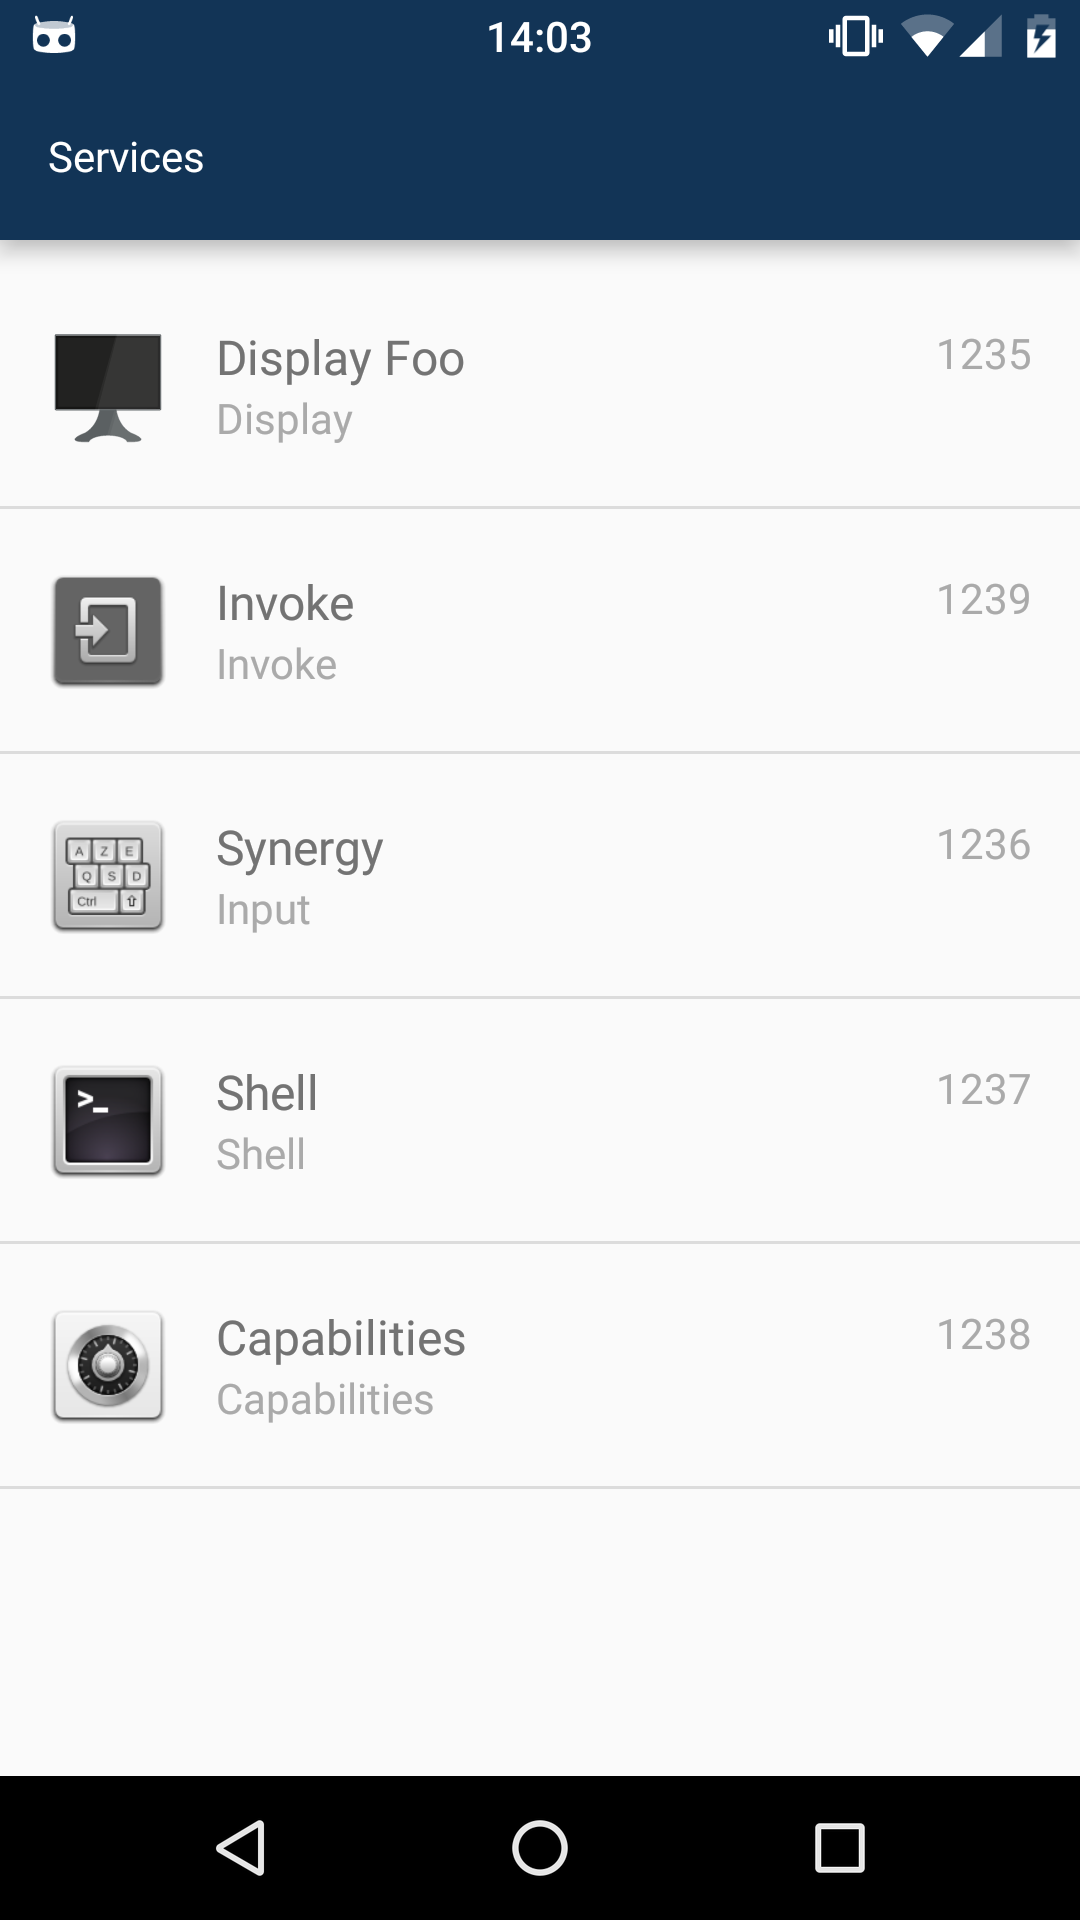 14:03
Services
Display Foo 1235
Display
Invoke 1239
Invoke
A Z E
Q S D
Ctrl ⇧
Synergy 1236
Input
>_
Shell 1237
Shell
Capabilities 1238
Capabilities